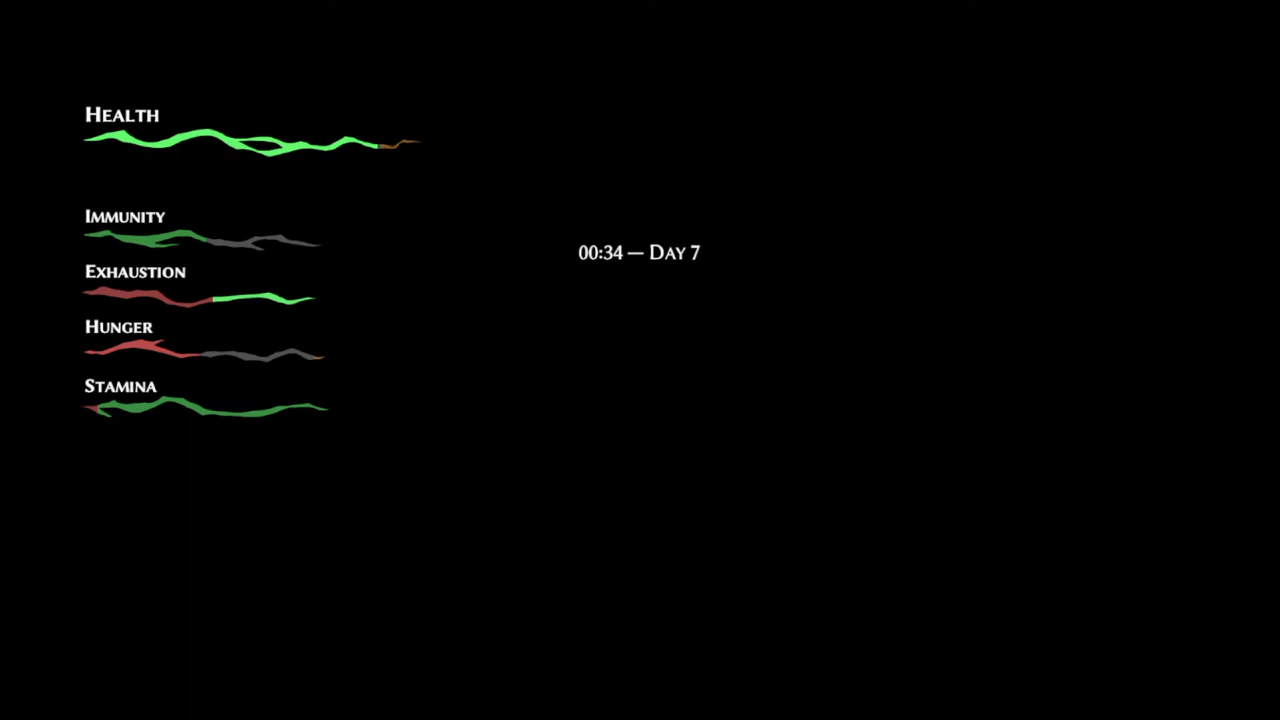 Health
Immunity
00:34 — Day 7
Exhaustion
Hunger
Stamina